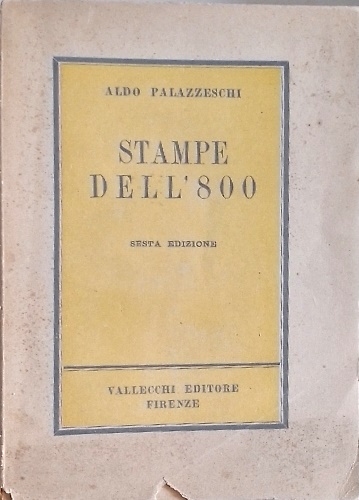 ALDO PALAZZESCHI
STAMPE
DELL'800
SESTA EDIZIONE
VALLECCHI EDITORE
FIRENZE